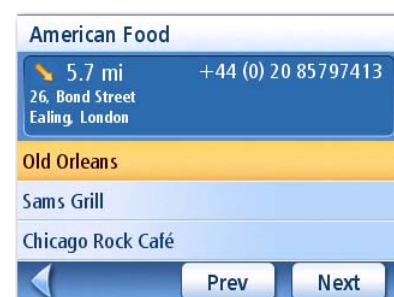 American Food
5.7 mi +44 (0) 20 85797413
26, Bond Street
Ealing, London
Old Orleans
Sams Grill
Chicago Rock Café
Prev Next